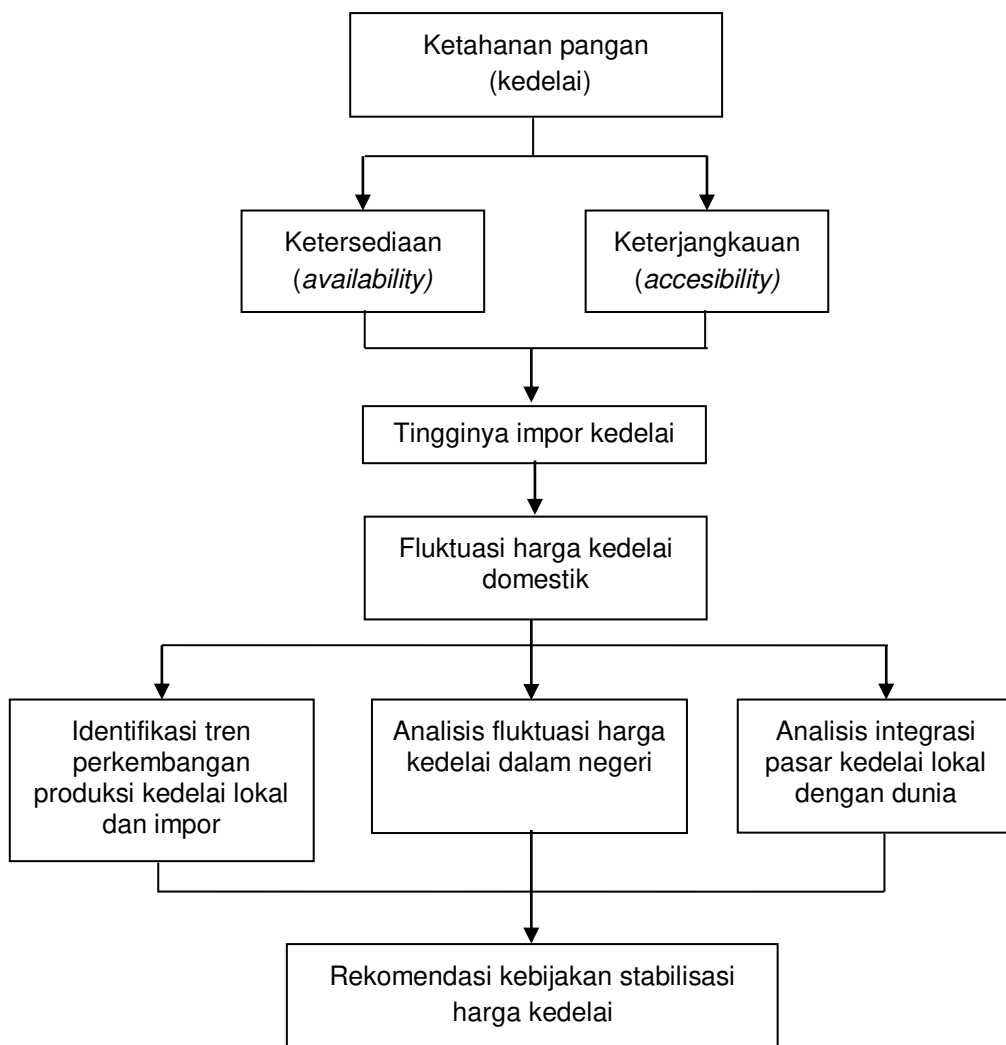 Ketahanan pangan
(kedelai)
Ketersediaan
(availability)
Keterjangkauan
(accesibility)
Tingginya impor kedelai
Fluktuasi harga kedelai
domestik
Identifikasi tren
perkembangan
produksi kedelai lokal
dan impor
Analisis fluktuasi harga
kedelai dalam negeri
Analisis integrasi
pasar kedelai lokal
dengan dunia
Rekomendasi kebijakan stabilisasi
harga kedelai